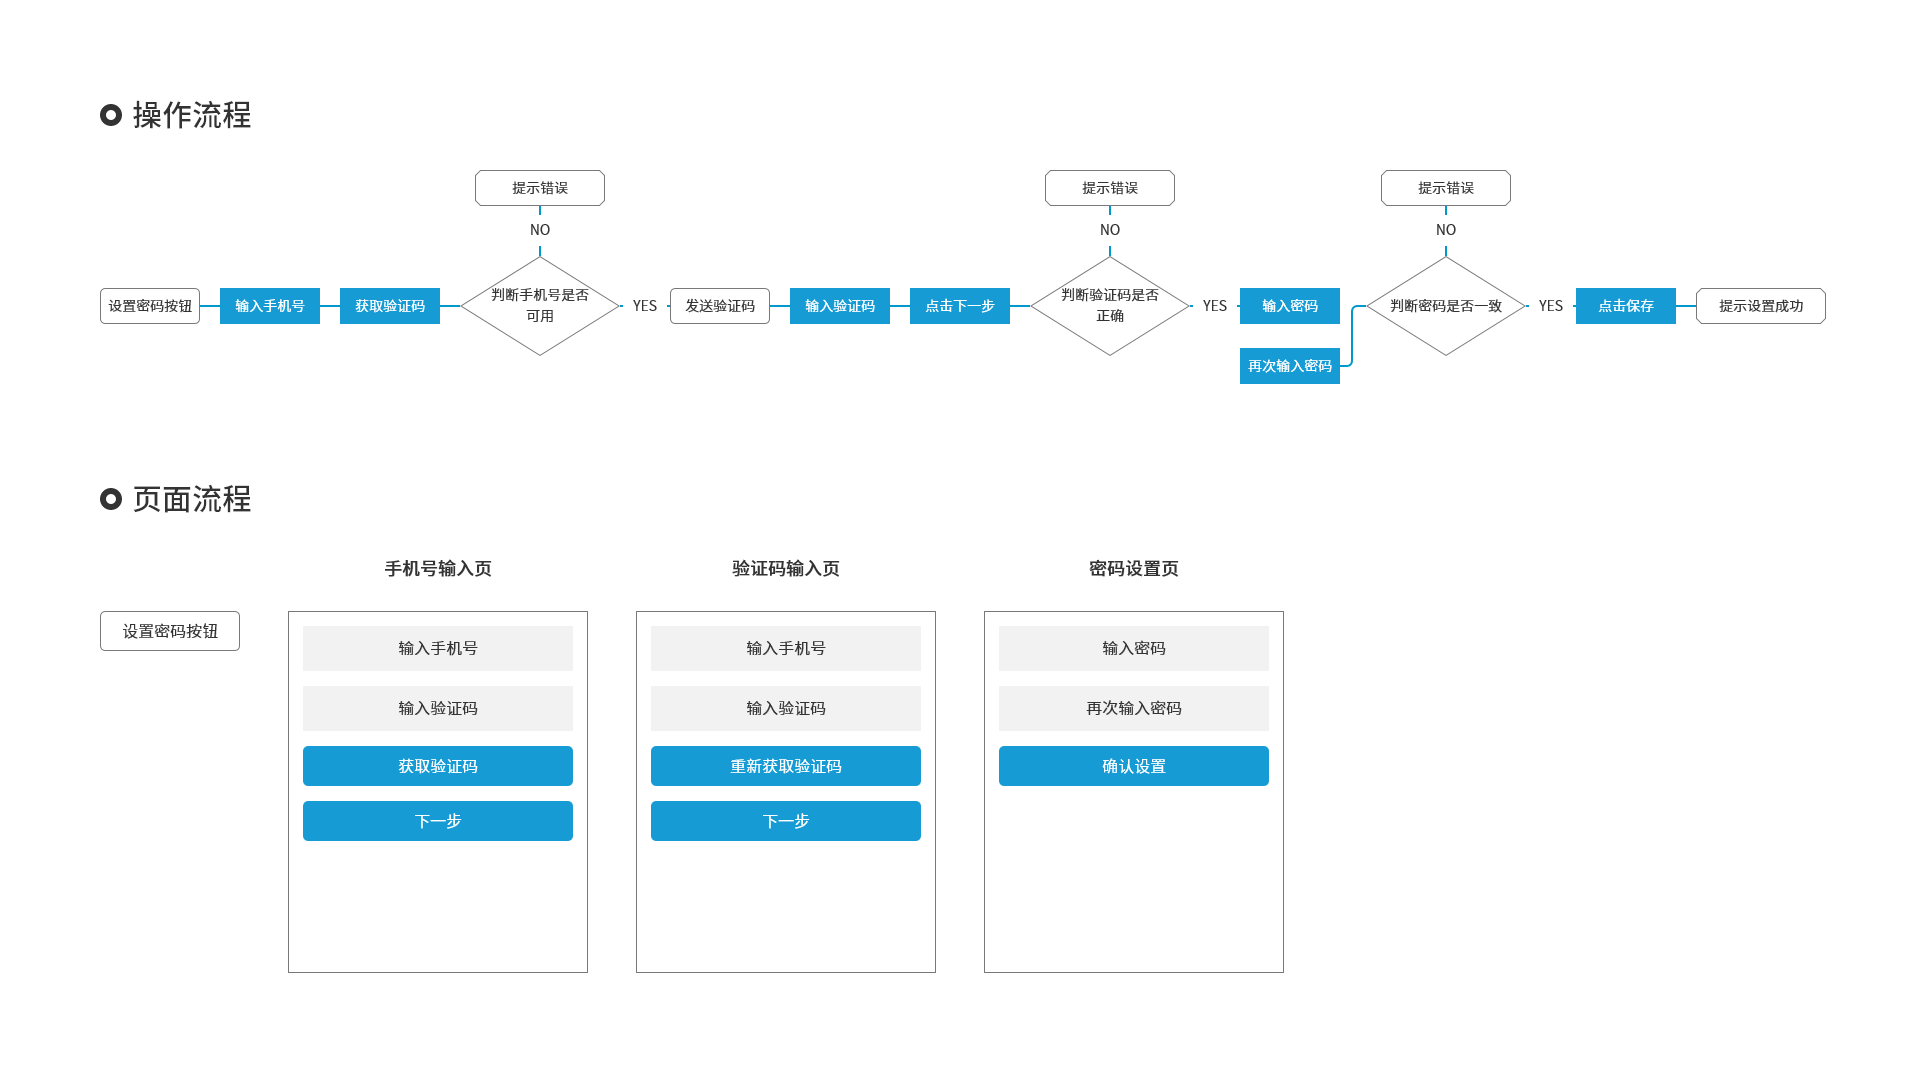 操作流程
提示错误
提示错误
提示错误
NO
NO
NO
设置密码按钮
输入手机号
获取验证码
判断手机号是否
可用
YES
发送验证码
输入验证码
点击下一步
判断验证码是否
正确
YES
输入密码
再次输入密码
判断密码是否一致
YES
点击保存
提示设置成功
页面流程
设置密码按钮
手机号输入页
输入手机号
输入验证码
获取验证码
下一步
验证码输入页
输入手机号
输入验证码
重新获取验证码
下一步
密码设置页
输入密码
再次输入密码
确认设置